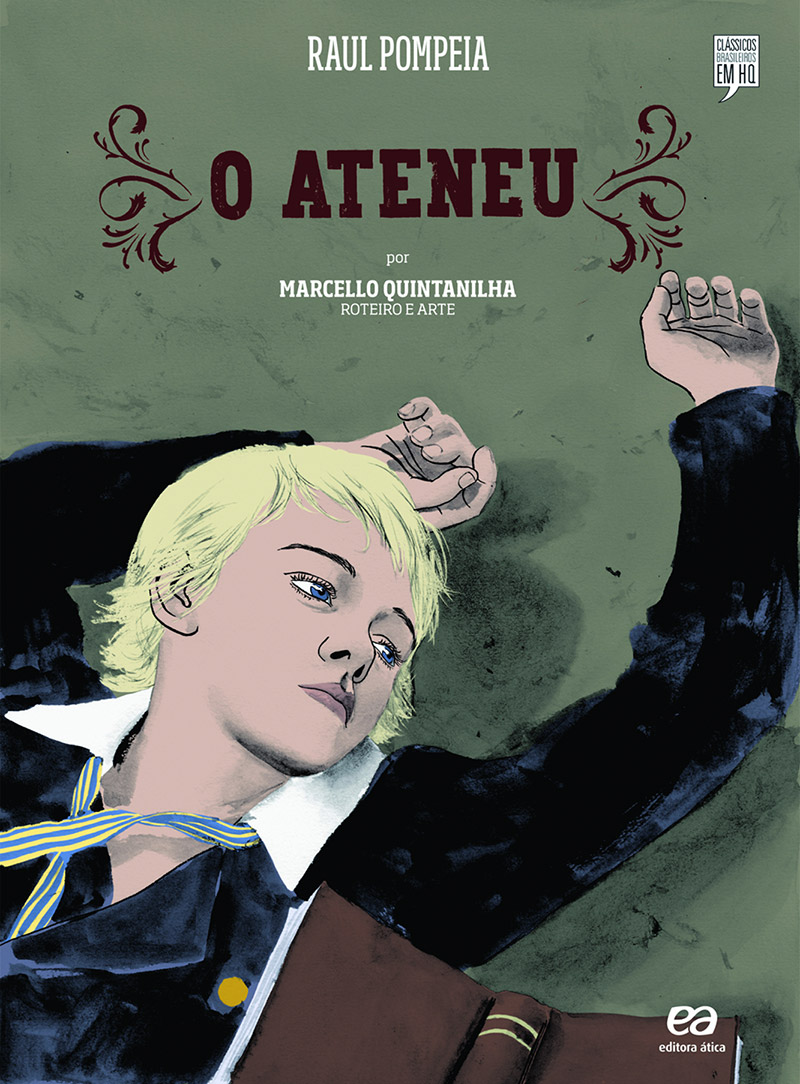 RAUL POMPEIA
CLÁSSICOS
BRASILEIROS
EM HQ
O ATENEU
por
MARCELLO QUINTANILHA
ROTEIRO E ARTE
ea
editora ática